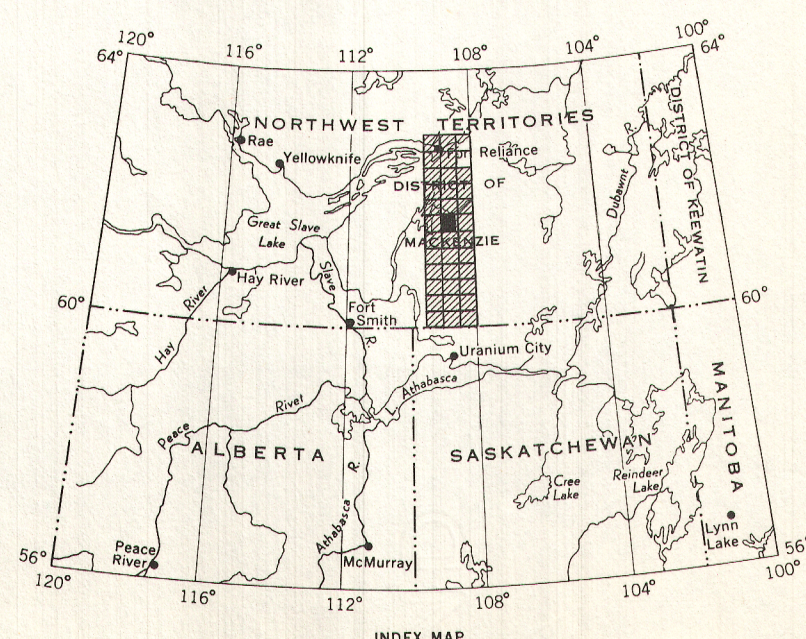 120°
116°
112°
108°
104°
100°
64°
64°
NORTHWEST TERRITORIES
Rae
Yellowknife
Fort Reliance
DISTRICT OF
MACKENZIE
DISTRICT OF KEEWATIN
Dubawnt
R.
Great Slave
Lake
Slave
R.
Hay River
Hay
River
Fort
Smith
60°
60°
Uranium City
Athabasca
Peace
River
ALBERTA
SASKATCHEWAN
MANITOBA
Cree
Lake
Reindeer
Lake
Athabasca
R.
Peace
River
McMurray
Lynn
Lake
56°
56°
120°
116°
112°
108°
104°
100°
INDEX MAP